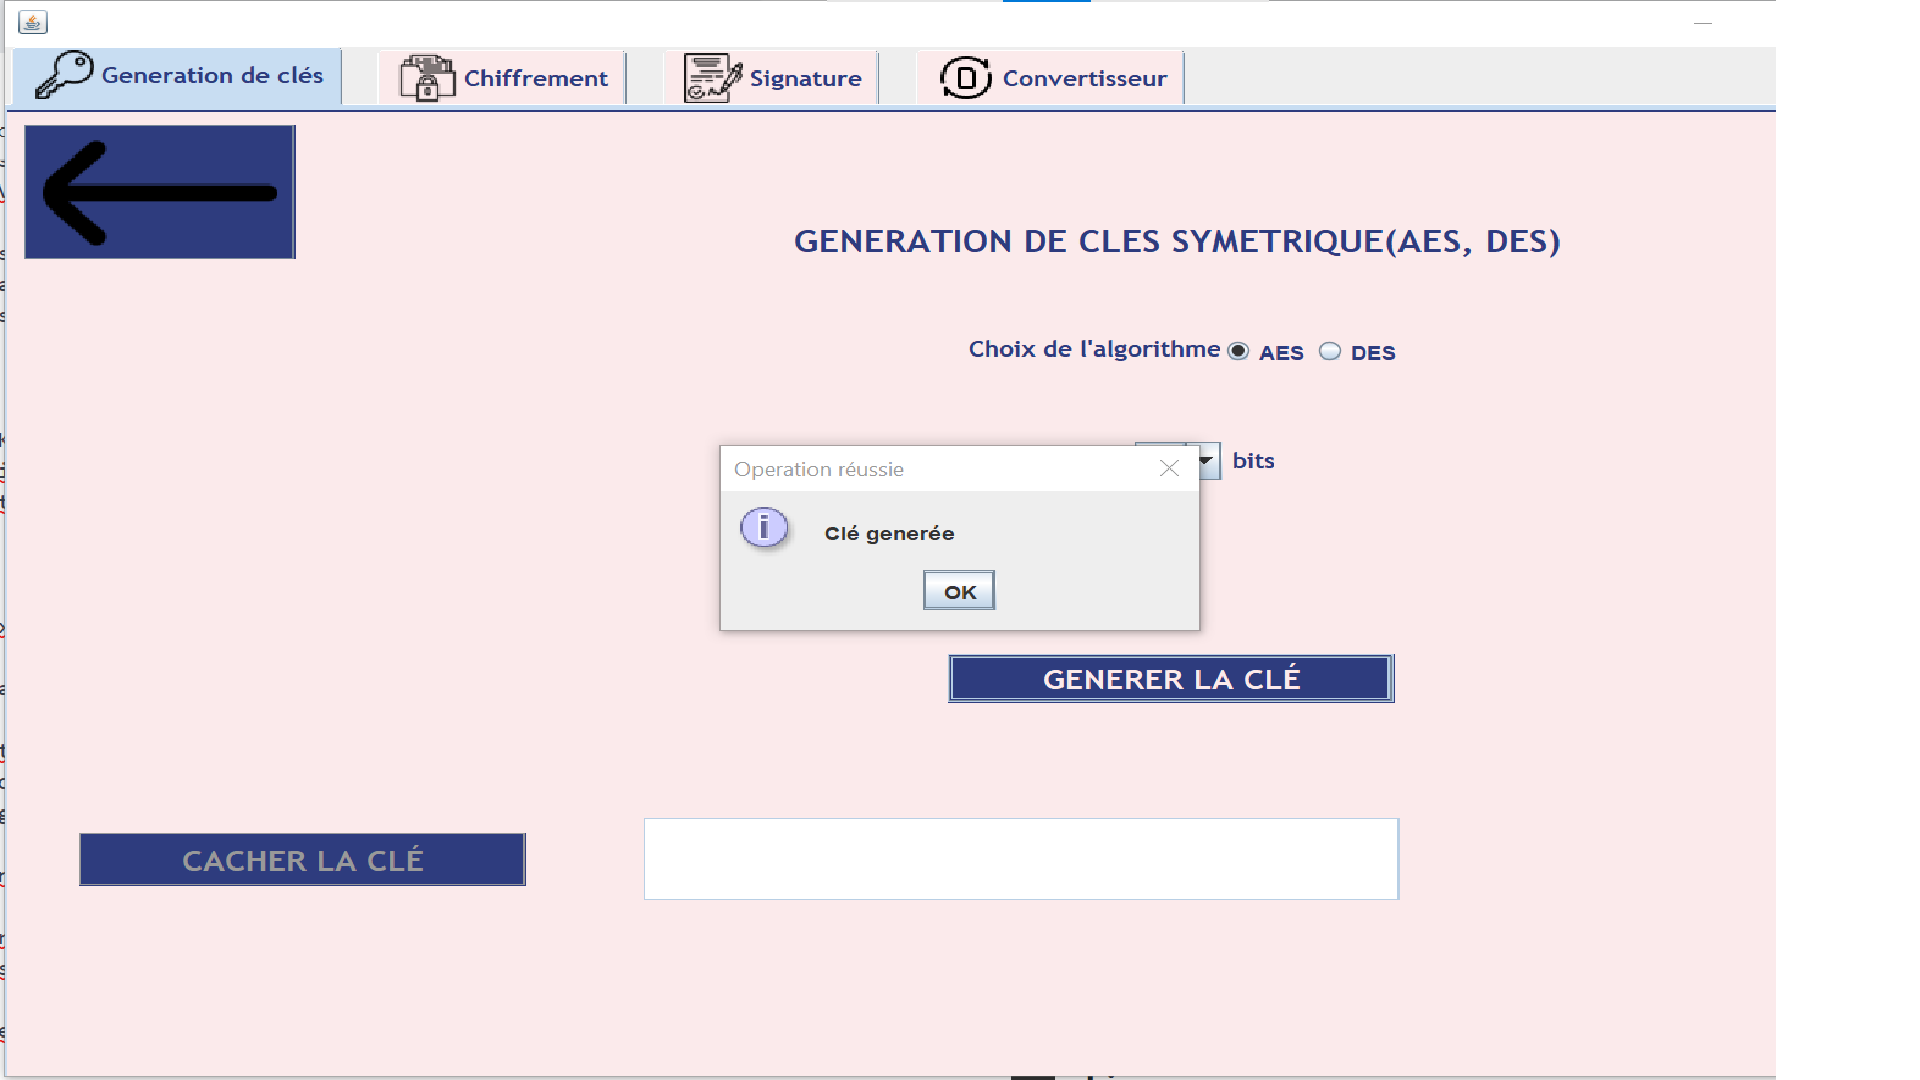 Generation de clés
Chiffrement
Signature
Convertisseur
GENERATION DE CLES SYMETRIQUE(AES, DES)
Choix de l'algorithme AES DES
bits
Operation réussie
Clé generée
OK
GENERER LA CLÉ
CACHER LA CLÉ